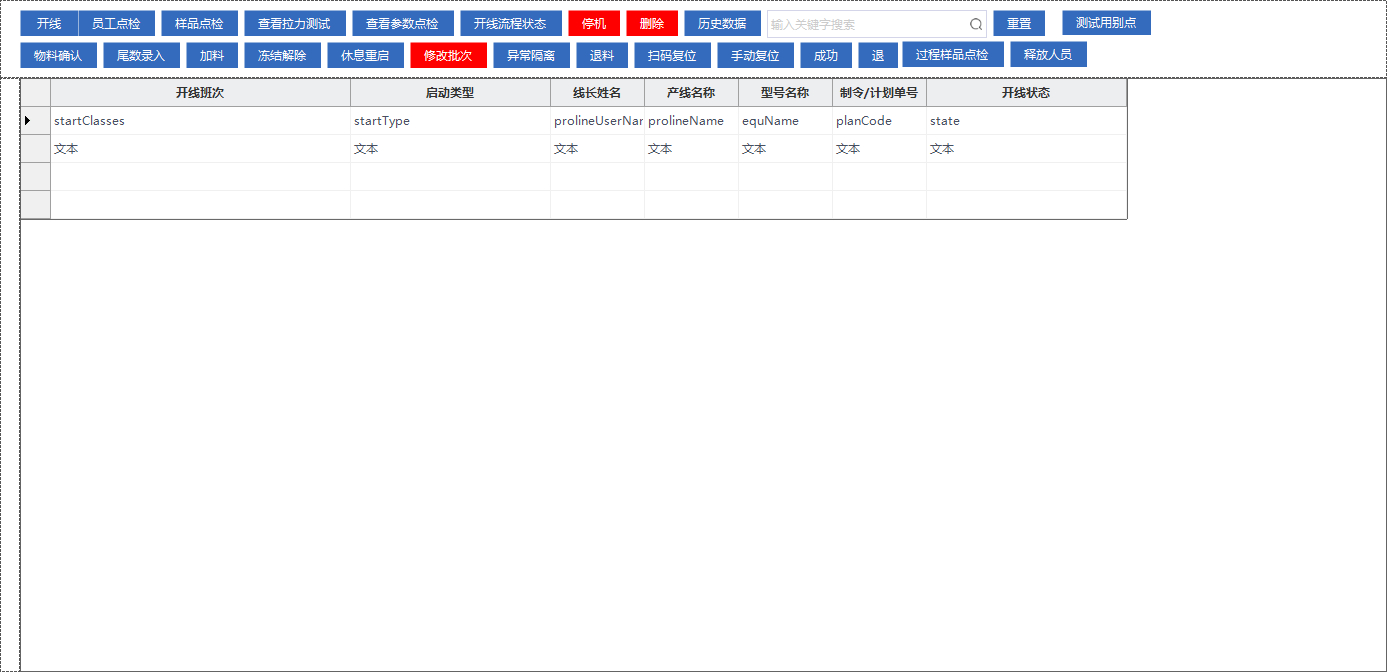 开线 员工点检 样品点检 查看拉力测试 查看参数点检 开线流程状态 停机 删除 历史数据 输入关键字搜索 重置 测试用别点
物料确认 尾数录入 加料 冻结解除 休息重启 修改批次 异常隔离 退料 扫码复位 手动复位 成功 退 过程样品点检 释放人员
开线班次 启动类型 线长姓名 产线名称 型号名称 制令/计划单号 开线状态
startClasses startType prolineUserNar prolineName equName planCode state
文本 文本 文本 文本 文本 文本 文本